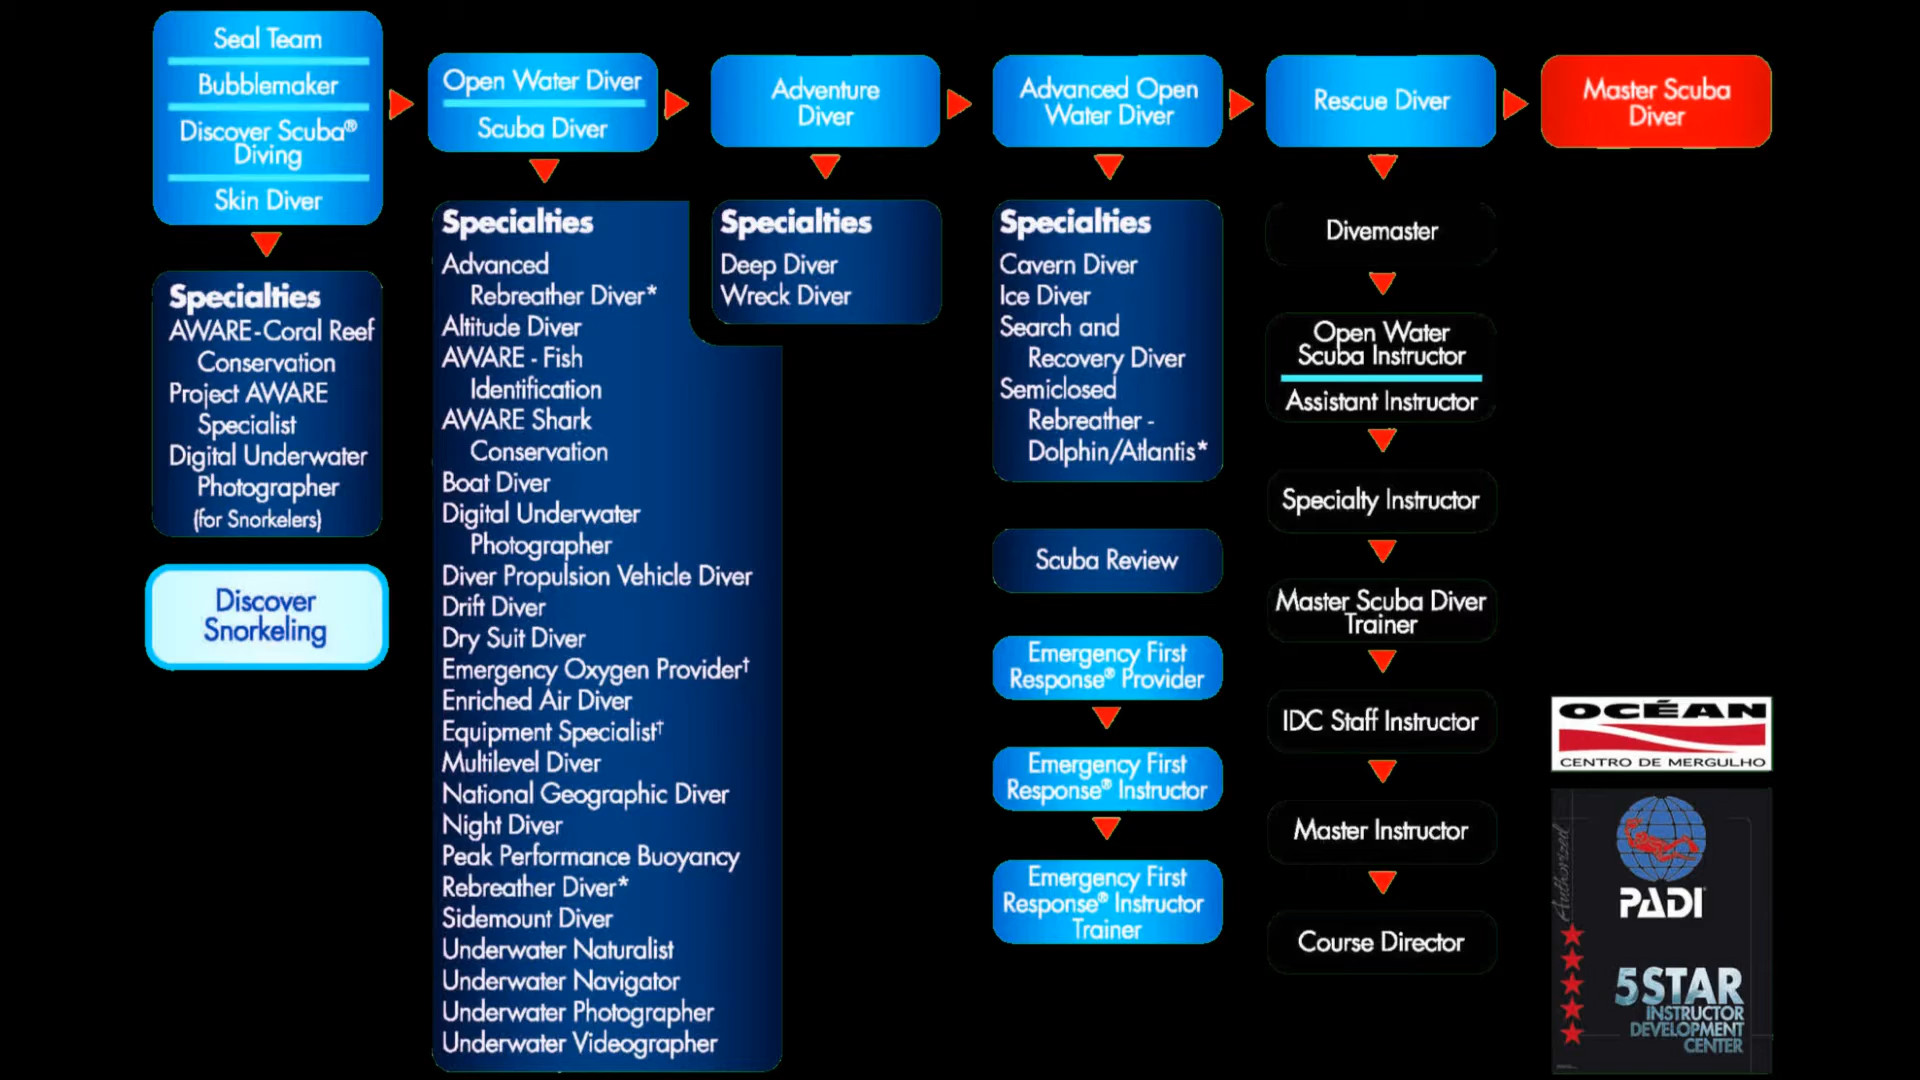 Seal Team
Bubblemaker
Discover Scuba®
Diving
Skin Diver
Specialties
AWARE-Coral Reef
Conservation
Project AWARE
Specialist
Digital Underwater
Photographer
(for Snorkelers)
Discover
Snorkeling
Open Water Diver
Scuba Diver
Specialties
Advanced
Rebreather Diver*
Altitude Diver
AWARE - Fish
Identification
AWARE Shark
Conservation
Boat Diver
Digital Underwater
Photographer
Diver Propulsion Vehicle Diver
Drift Diver
Dry Suit Diver
Emergency Oxygen Provider†
Enriched Air Diver
Equipment Specialist†
Multilevel Diver
National Geographic Diver
Night Diver
Peak Performance Buoyancy
Rebreather Diver*
Sidemount Diver
Underwater Naturalist
Underwater Navigator
Underwater Photographer
Underwater Videographer
Adventure
Diver
Specialties
Deep Diver
Wreck Diver
Advanced Open
Water Diver
Specialties
Cavern Diver
Ice Diver
Search and
Recovery Diver
Semiclosed
Rebreather -
Dolphin/Atlantis*
Scuba Review
Emergency First
Response® Provider
Emergency First
Response® Instructor
Emergency First
Response® Instructor
Trainer
Rescue Diver
Divemaster
Open Water
Scuba Instructor
Assistant Instructor
Specialty Instructor
Master Scuba Diver
Trainer
IDC Staff Instructor
Master Instructor
Course Director
Master Scuba
Diver
OCÉAN
CENTRO DE MERGULHO
Authorized
PADI
5 STAR
INSTRUCTOR
DEVELOPMENT
CENTER